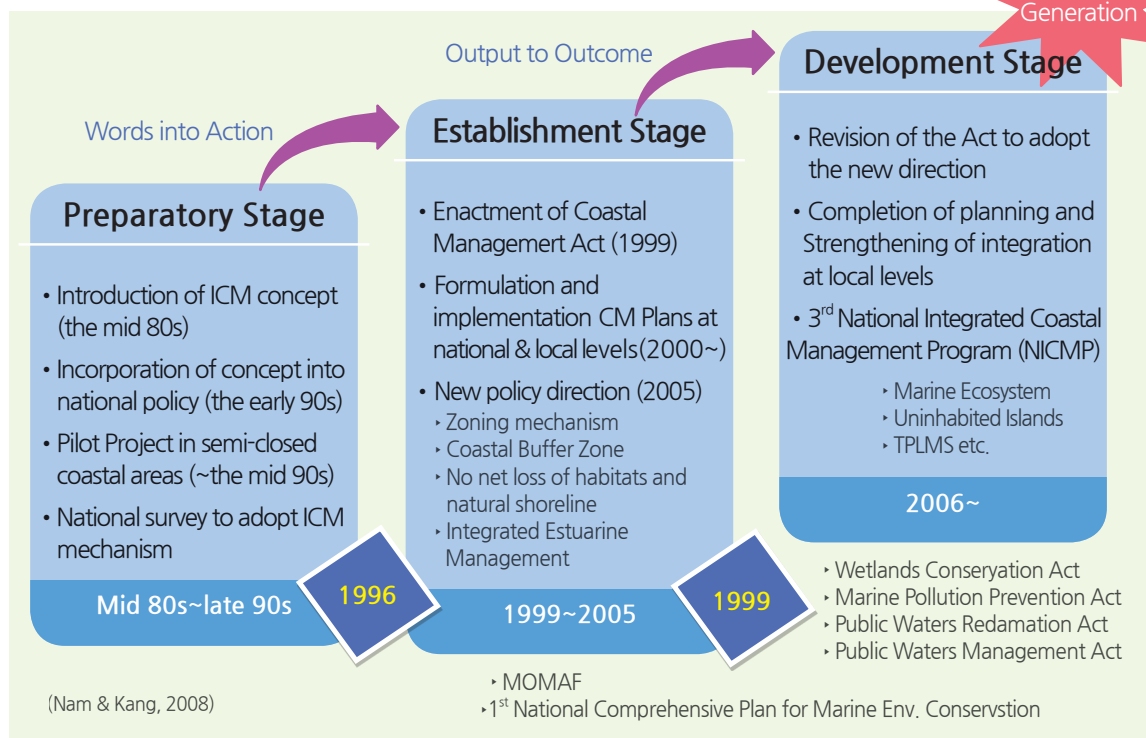 Generation
Output to Outcome
Words into Action
Preparatory Stage
• Introduction of ICM concept
(the mid 80s)
• Incorporation of concept into
national policy (the early 90s)
• Pilot Project in semi-closed
coastal areas (~the mid 90s)
• National survey to adopt ICM
mechanism
Mid 80s~late 90s
1996
Establishment Stage
• Enactment of Coastal
Managemert Act (1999)
• Formulation and
implementation CM Plans at
national & local levels(2000~)
• New policy direction (2005)
‣ Zoning mechanism
‣ Coastal Buffer Zone
‣ No net loss of habitats and
natural shoreline
‣ Integrated Estuarine
Management
1999~2005
1999
Development Stage
• Revision of the Act to adopt
the new direction
• Completion of planning and
Strengthening of integration
at local levels
• 3rd National Integrated Coastal
Management Program (NICMP)
‣ Marine Ecosystem
‣ Uninhabited Islands
‣ TPLMS etc.
2006~
‣ Wetlands Conseryation Act
‣ Marine Pollution Prevention Act
‣ Public Waters Redamation Act
‣ Public Waters Management Act
‣ MOMAF
‣1st National Comprehensive Plan for Marine Env. Conservstion
(Nam & Kang, 2008)